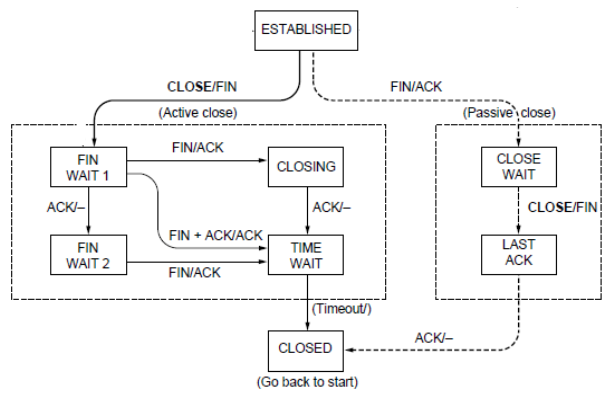 ESTABLISHED
CLOSE/FIN
FIN/ACK
(Active close)
(Passive close)
FIN
WAIT 1
FIN/ACK
CLOSING
CLOSE
WAIT
ACK/–
ACK/–
CLOSE/FIN
FIN + ACK/ACK
FIN
WAIT 2
FIN/ACK
TIME
WAIT
LAST
ACK
(Timeout/)
CLOSED
ACK/–
(Go back to start)